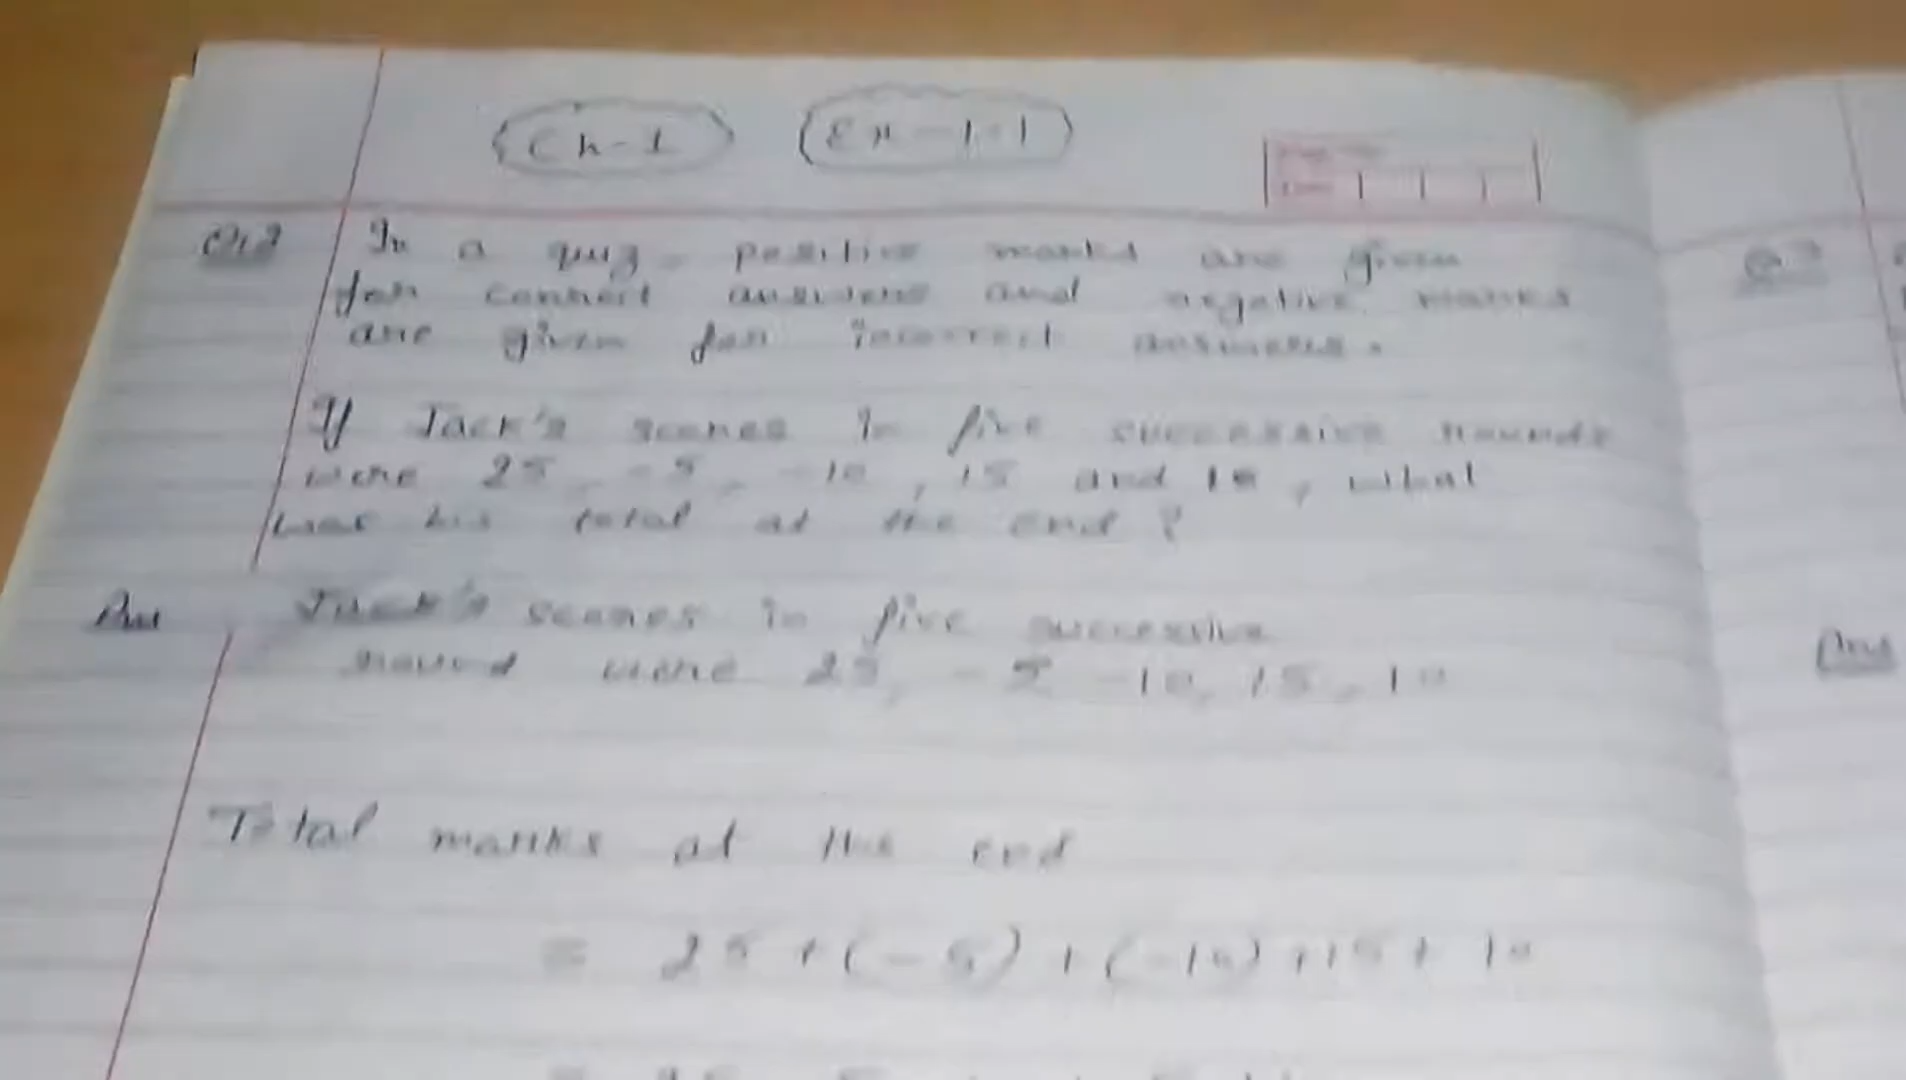 Ch-1 Ex-1.1
Q.2 In a quiz, positive marks are given
for correct answers and negative marks
are given for incorrect answers.
If Jack's scores in five successive rounds
were 25, -5, -10, 15 and 10, what
was his total at the end?
Ans Jack's scores in five successive
round were 25, -5 -10, 15, 10
Total marks at the end
= 25 + (-5) + (-10) + 15 + 10
Ans